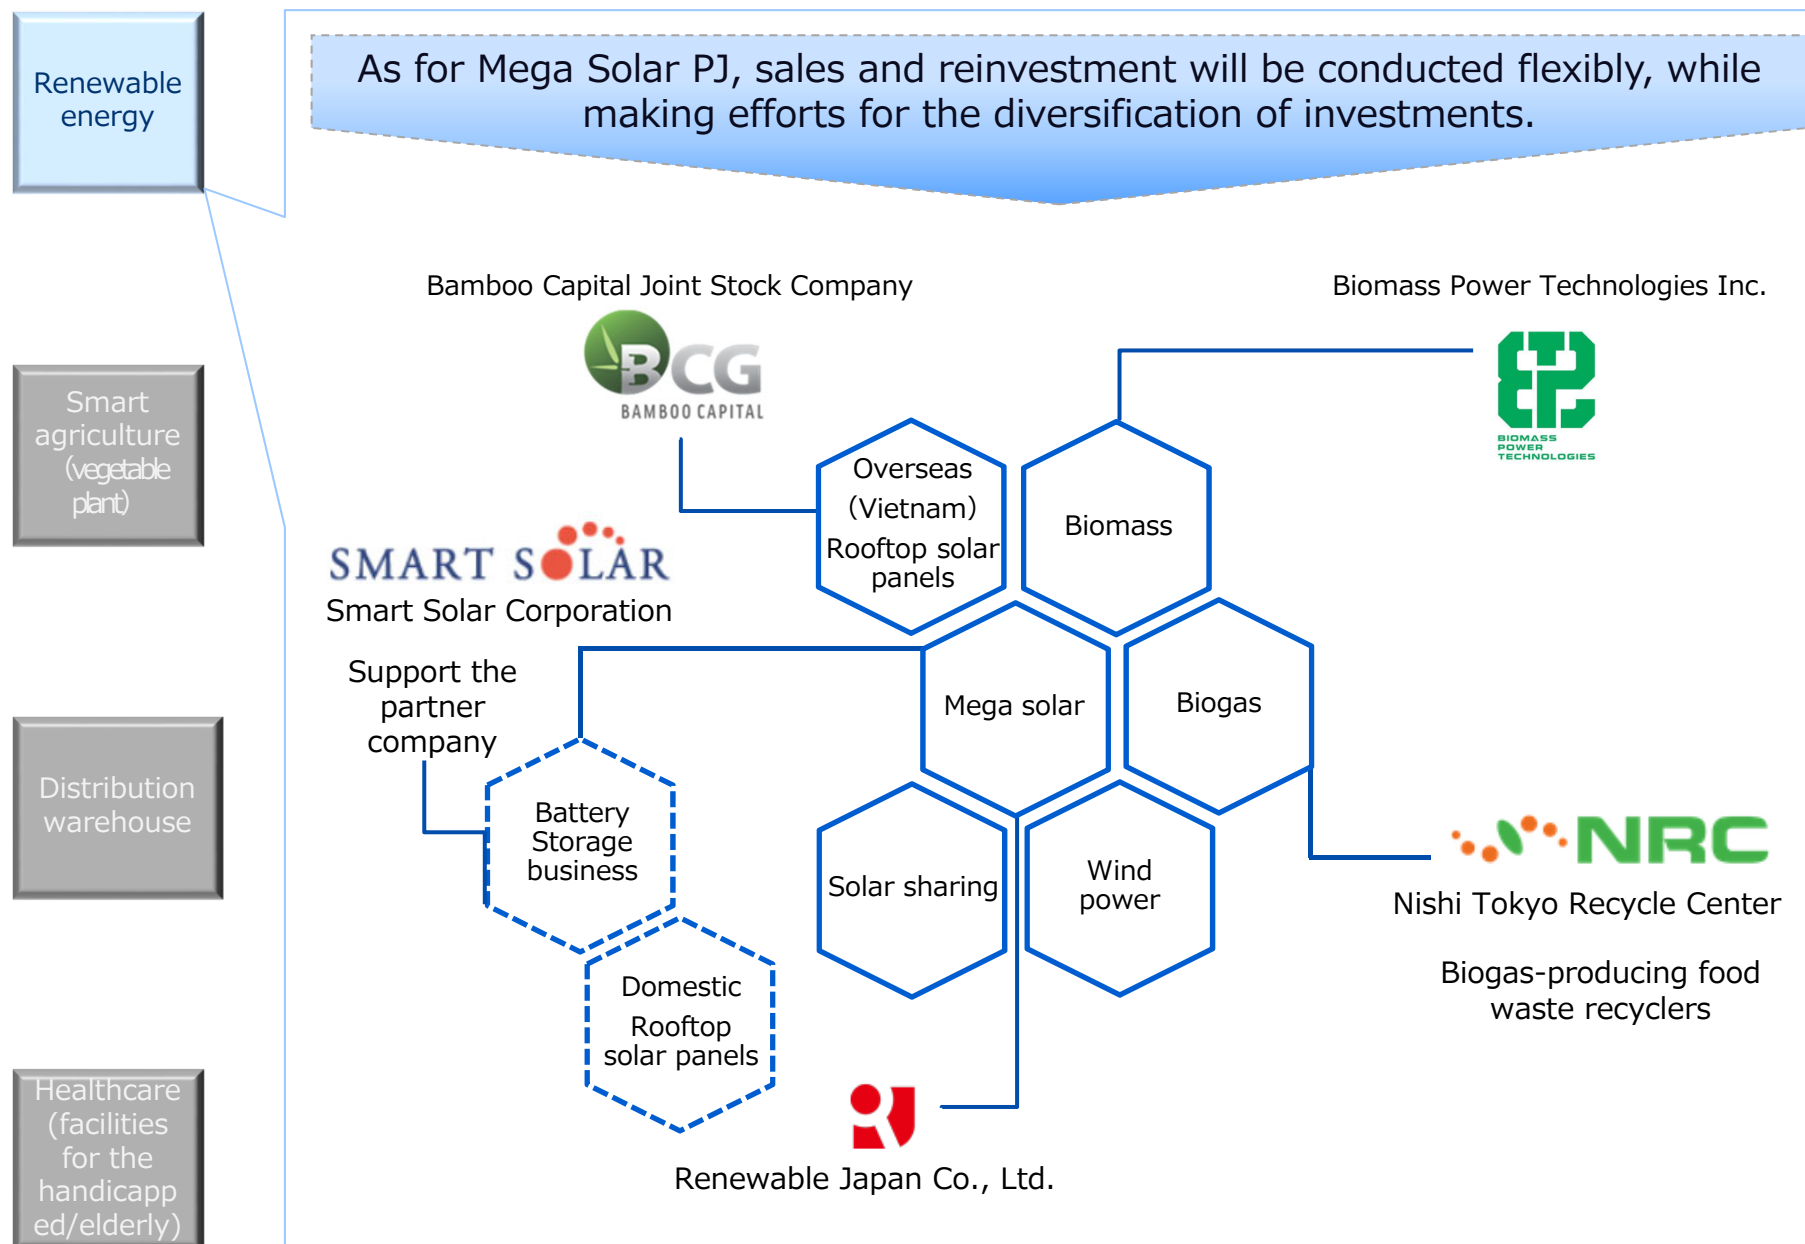 Renewable
energy
As for Mega Solar PJ, sales and reinvestment will be conducted flexibly, while
making efforts for the diversification of investments.
Smart
agriculture
(vegetable
plant)
Distribution
warehouse
Healthcare
(facilities
for the
handicapp
ed/elderly)
Bamboo Capital Joint Stock Company
BCG
BAMBOO CAPITAL
Biomass Power Technologies Inc.
BIOMASS
POWER
TECHNOLOGIES
SMART SOLAR
Smart Solar Corporation
Support the
partner
company
Overseas
(Vietnam)
Rooftop solar
panels
Biomass
Mega solar
Biogas
Battery
Storage
business
Solar sharing
Wind
power
Domestic
Rooftop
solar panels
NRC
Nishi Tokyo Recycle Center
Biogas-producing food
waste recyclers
Renewable Japan Co., Ltd.